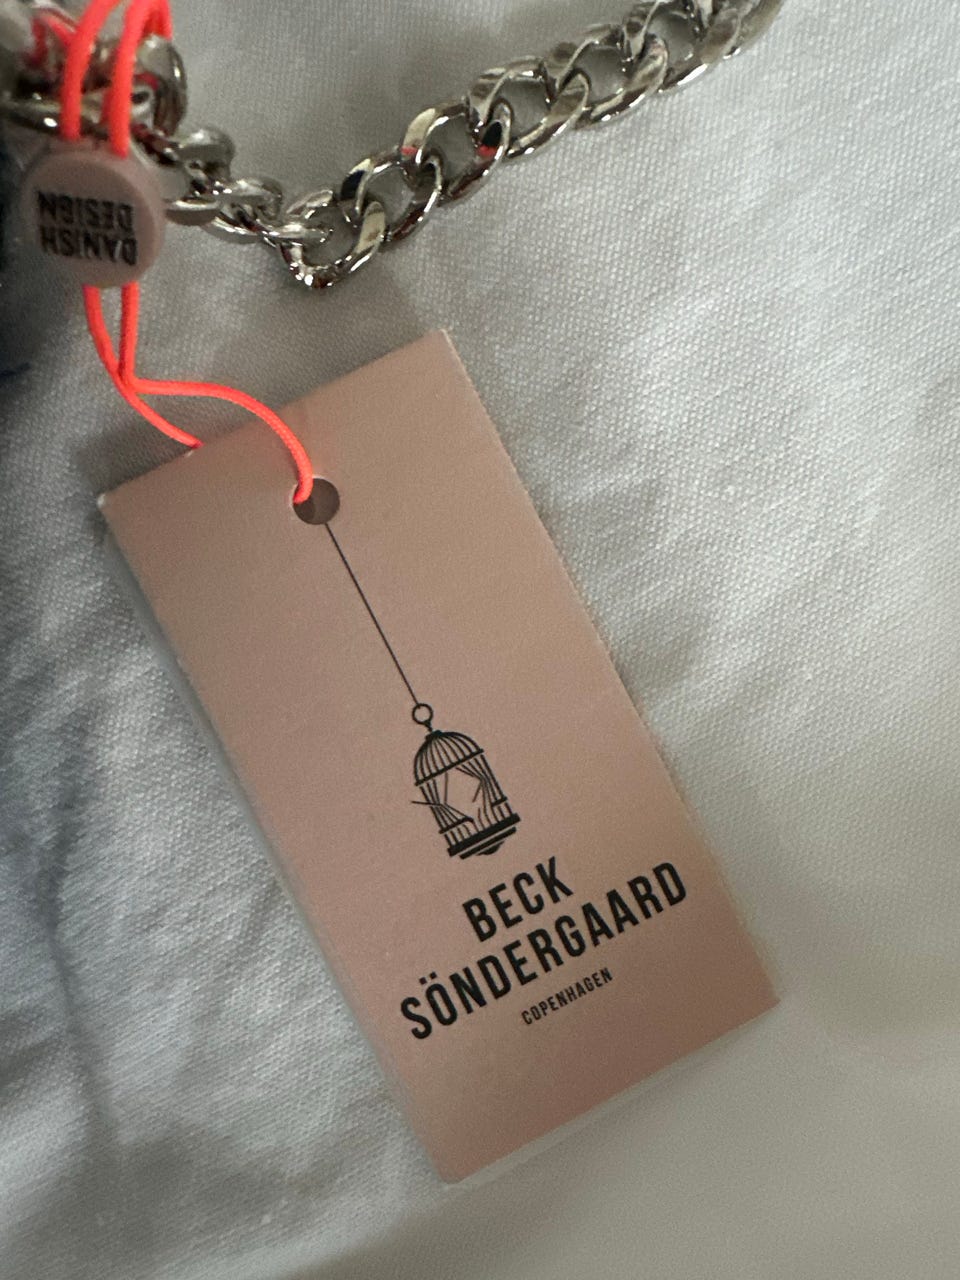 DANISH
DESIGN
BECK
SÖNDERGAARD
COPENHAGEN